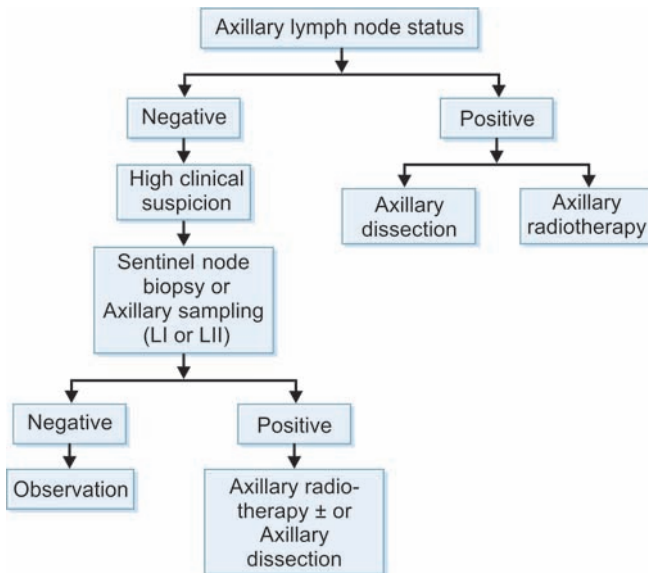 Axillary lymph node status
Negative
Positive
High clinical
suspicion
Axillary
dissection
Axillary
radiotherapy
Sentinel node
biopsy or
Axillary sampling
(LI or LII)
Negative
Positive
Observation
Axillary radio-
therapy ± or
Axillary
dissection